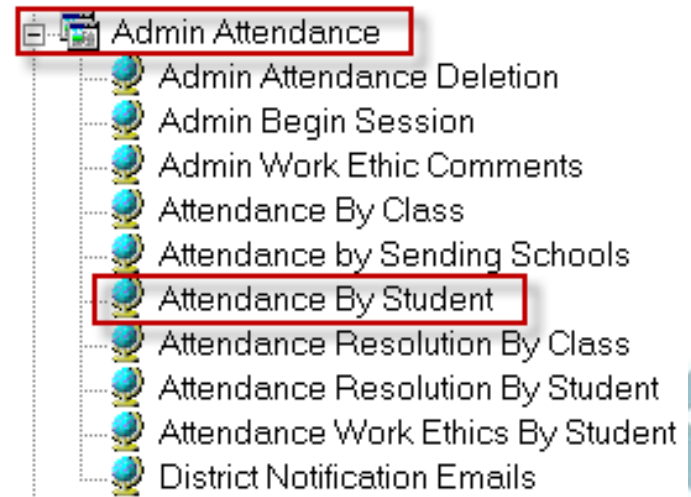 Admin Attendance
Admin Attendance Deletion
Admin Begin Session
Admin Work Ethic Comments
Attendance By Class
Attendance by Sending Schools
Attendance By Student
Attendance Resolution By Class
Attendance Resolution By Student
Attendance Work Ethics By Student
District Notification Emails